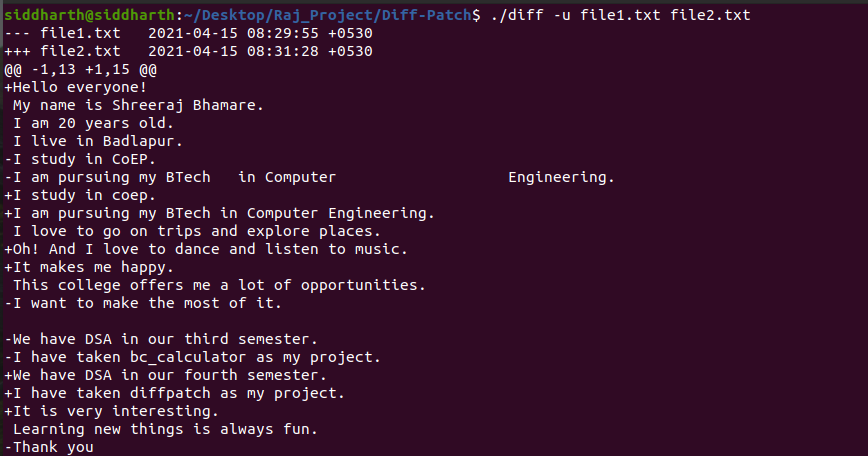 siddharth@siddharth:~/Desktop/Raj_Project/Diff-Patch$ ./diff -u file1.txt file2.txt
--- file1.txt   2021-04-15 08:29:55 +0530
+++ file2.txt   2021-04-15 08:31:28 +0530
@@ -1,13 +1,15 @@
+Hello everyone!
 My name is Shreeraj Bhamare.
 I am 20 years old.
 I live in Badlapur.
-I study in CoEP.
-I am pursuing my BTech   in Computer                   Engineering.
+I study in coep.
+I am pursuing my BTech in Computer Engineering.
 I love to go on trips and explore places.
+Oh! And I love to dance and listen to music.
+It makes me happy.
 This college offers me a lot of opportunities.
-I want to make the most of it.

-We have DSA in our third semester.
-I have taken bc_calculator as my project.
+We have DSA in our fourth semester.
+I have taken diffpatch as my project.
+It is very interesting.
 Learning new things is always fun.
-Thank you